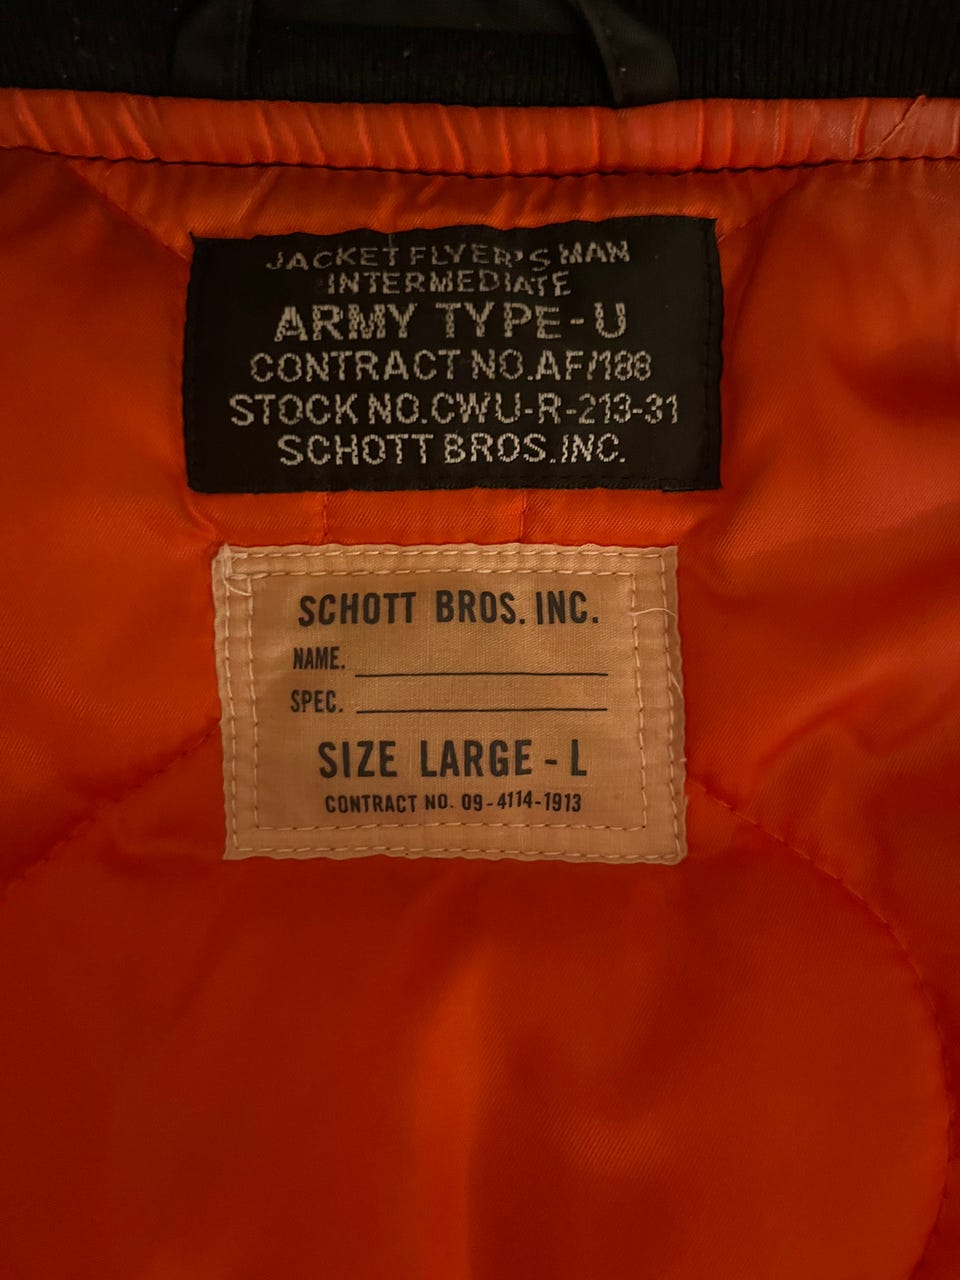 JACKET FLYER'S MAN
INTERMEDIATE
ARMY TYPE-U
CONTRACT NO.AF/188
STOCK NO.CWU-R-213-31
SCHOTT BROS.INC.
SCHOTT BROS. INC.
NAME.
SPEC.
SIZE LARGE - L
CONTRACT NO. 09-4114-1913